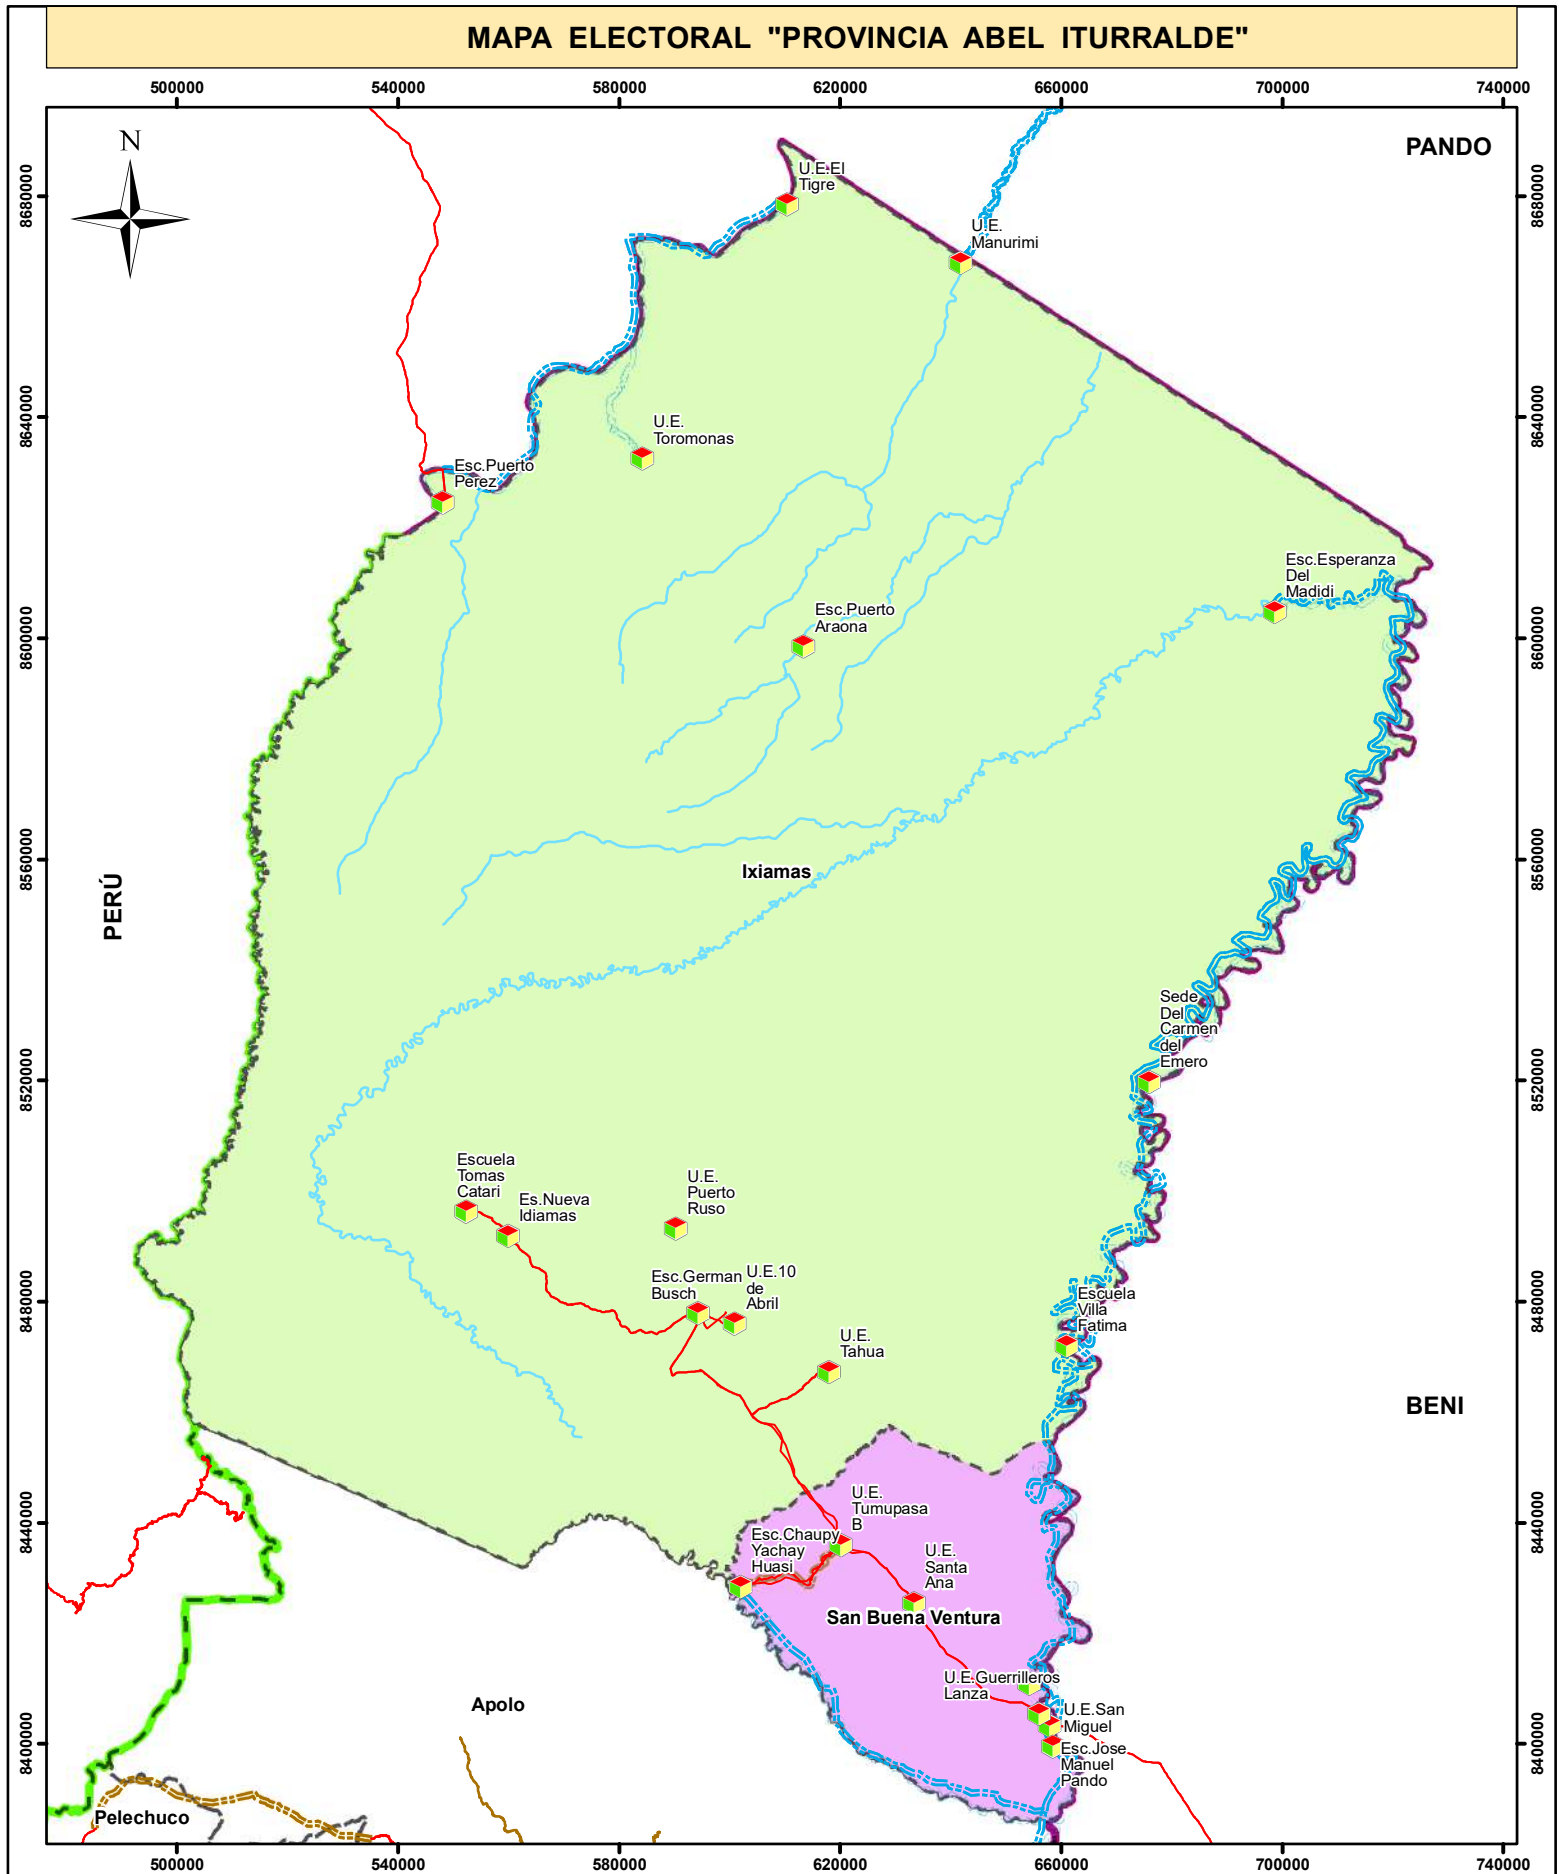 MAPA ELECTORAL "PROVINCIA ABEL ITURRALDE"
500000
540000
580000
620000
660000
700000
740000
N
PANDO
8680000
8680000
U.E.El
Tigre
U.E.
Manurimi
8640000
8640000
U.E.
Toromonas
Esc.Puerto
Perez
Esc.Esperanza
Del
Madidi
Esc.Puerto
Araona
8600000
8600000
8560000
8560000
Ixiamas
PERÚ
Sede
Del
Carmen
del
Emero
8520000
8520000
Escuela
Tomas
Catari
Es.Nueva
Idiamas
U.E.
Puerto
Ruso
Esc.German
Busch
U.E.10
de
Abril
8480000
8480000
Escuela
Villa
Fatima
U.E.
Tahua
BENI
8440000
8440000
U.E.
Tumupasa
B
Esc.Chaupy
Yachay
Huasi
U.E.
Santa
Ana
San Buena Ventura
U.E.Guerrilleros
Lanza
Apolo
U.E.San
Miguel
Esc.Jose
Manuel
Pando
8400000
8400000
Pelechuco
500000
540000
580000
620000
660000
700000
740000